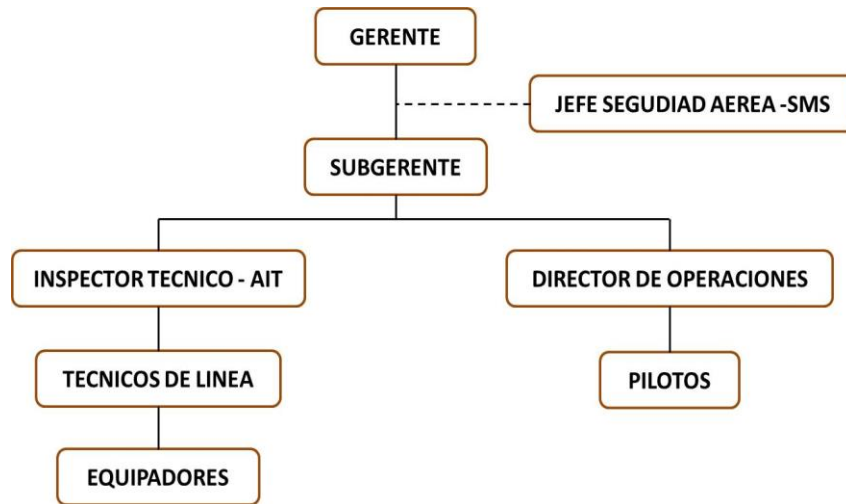 GERENTE
JEFE SEGUDIAD AEREA -SMS
SUBGERENTE
INSPECTOR TECNICO - AIT
DIRECTOR DE OPERACIONES
TECNICOS DE LINEA
PILOTOS
EQUIPADORES